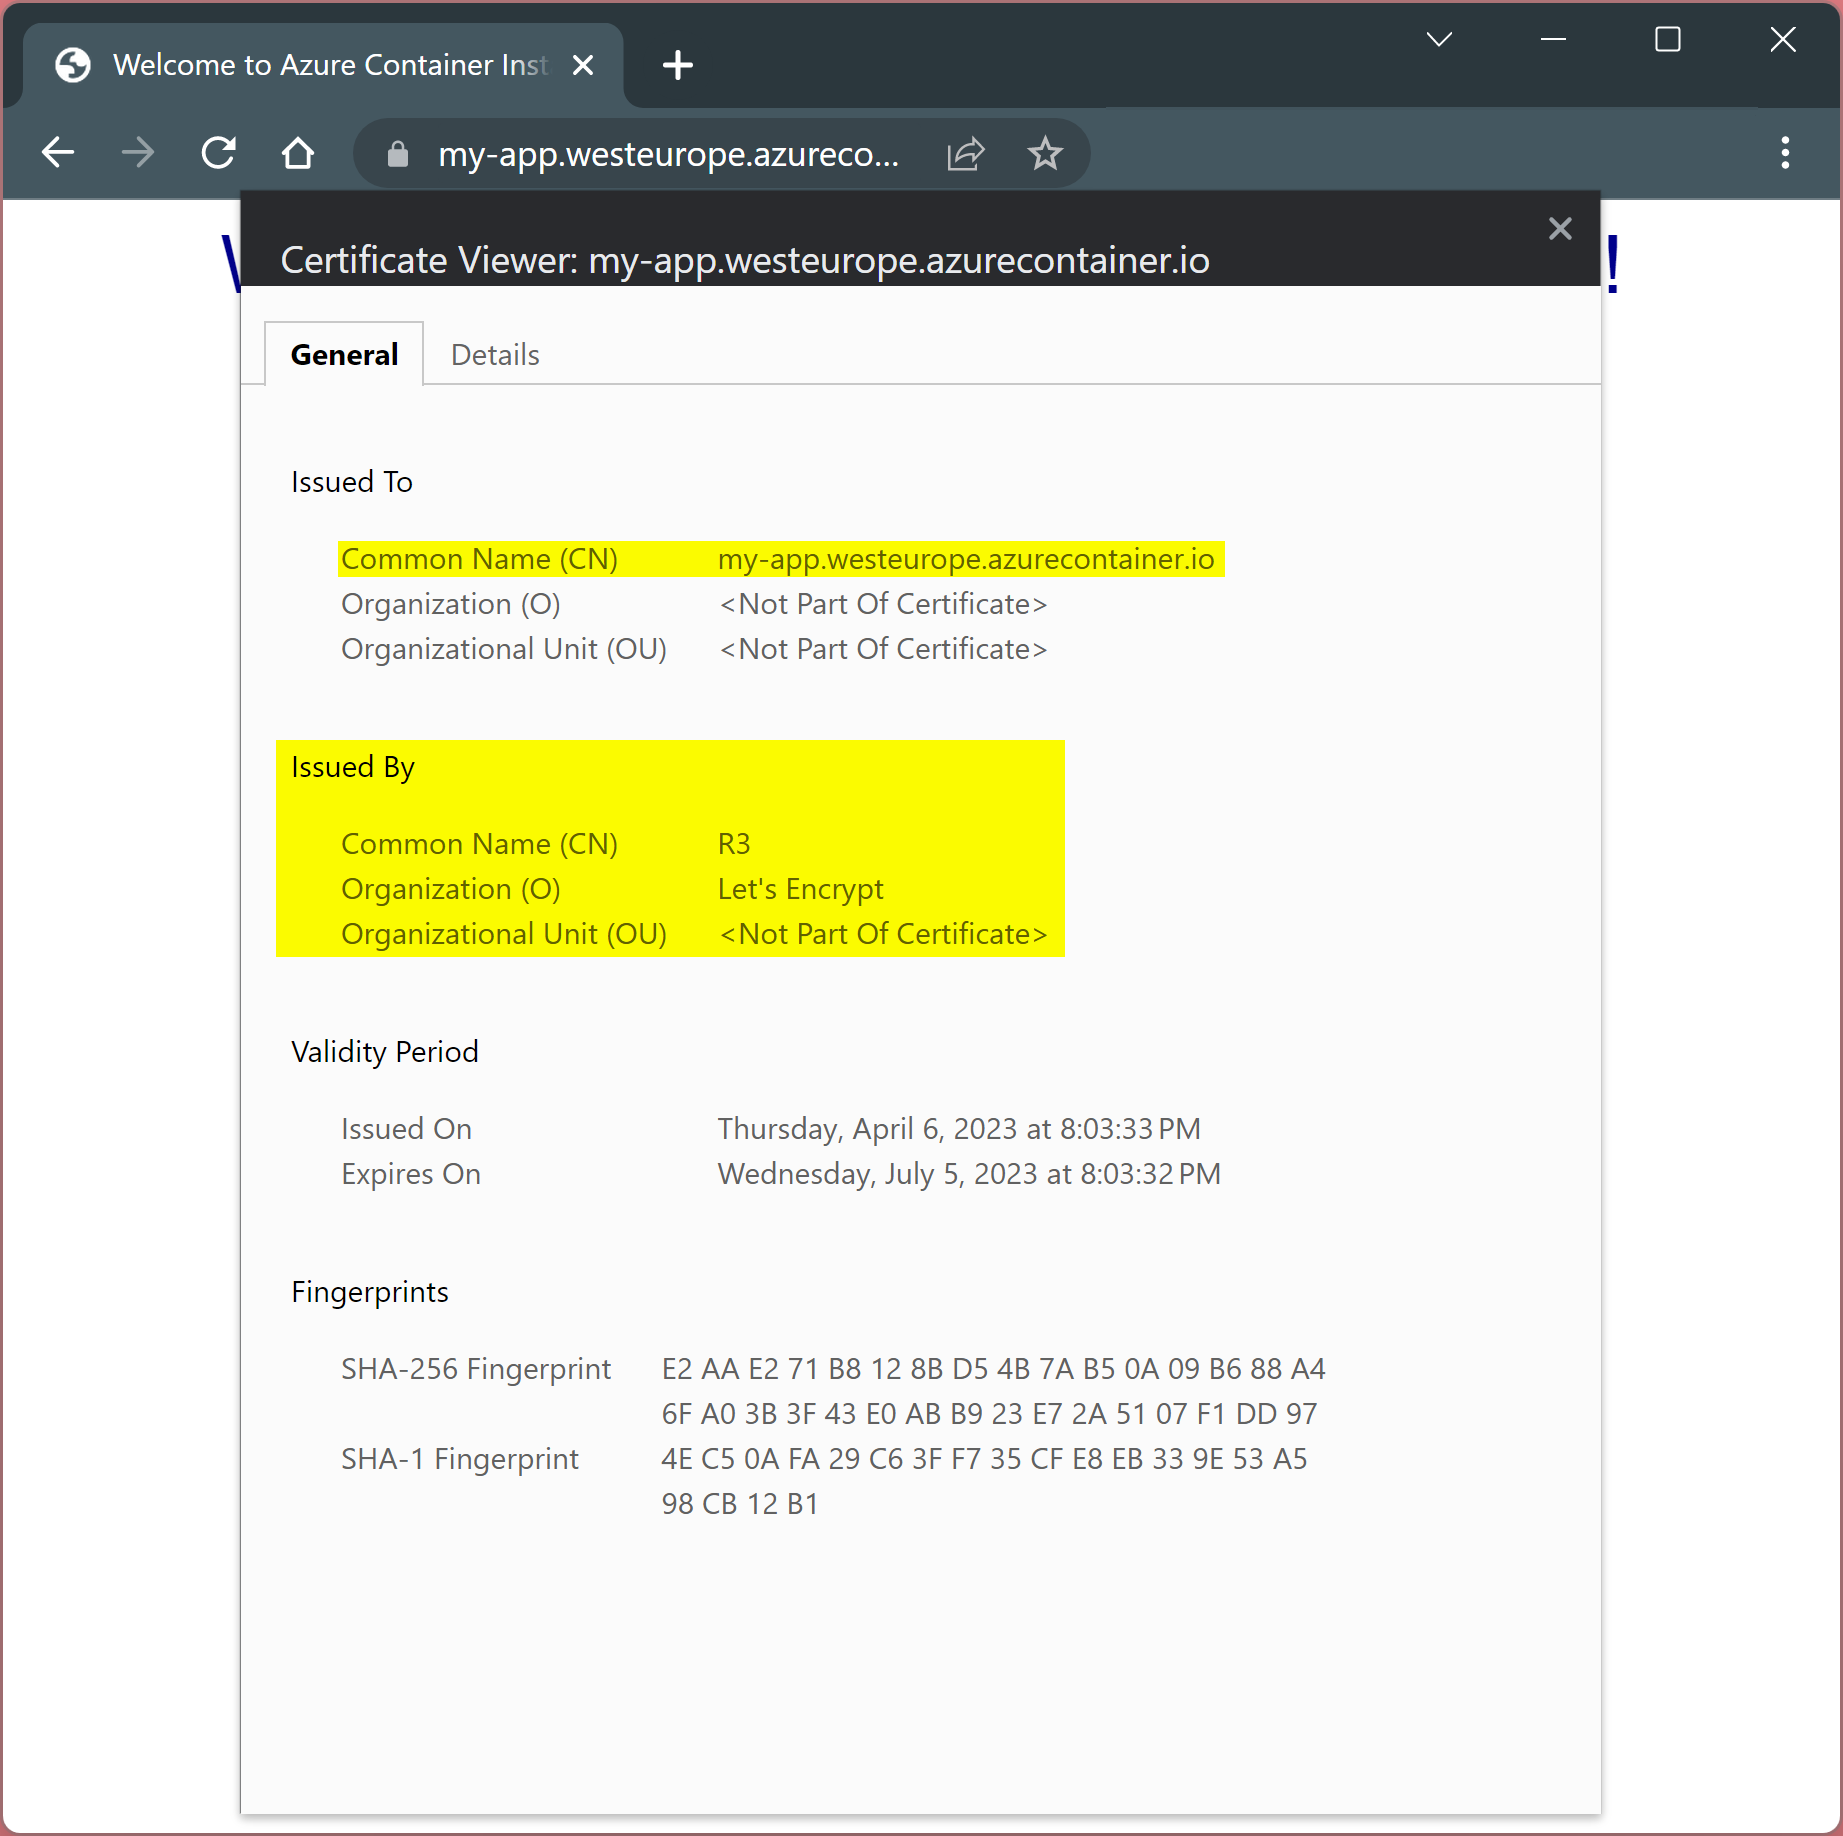 Welcome to Azure Container Inst
my-app.westeurope.azureco...
!
Certificate Viewer: my-app.westeurope.azurecontainer.io
General Details
Issued To
Common Name (CN) my-app.westeurope.azurecontainer.io
Organization (O) <Not Part Of Certificate>
Organizational Unit (OU) <Not Part Of Certificate>
Issued By
Common Name (CN) R3
Organization (O) Let's Encrypt
Organizational Unit (OU) <Not Part Of Certificate>
Validity Period
Issued On Thursday, April 6, 2023 at 8:03:33 PM
Expires On Wednesday, July 5, 2023 at 8:03:32 PM
Fingerprints
SHA-256 Fingerprint E2 AA E2 71 B8 12 8B D5 4B 7A B5 0A 09 B6 88 A4
6F A0 3B 3F 43 E0 AB B9 23 E7 2A 51 07 F1 DD 97
SHA-1 Fingerprint 4E C5 0A FA 29 C6 3F F7 35 CF E8 EB 33 9E 53 A5
98 CB 12 B1